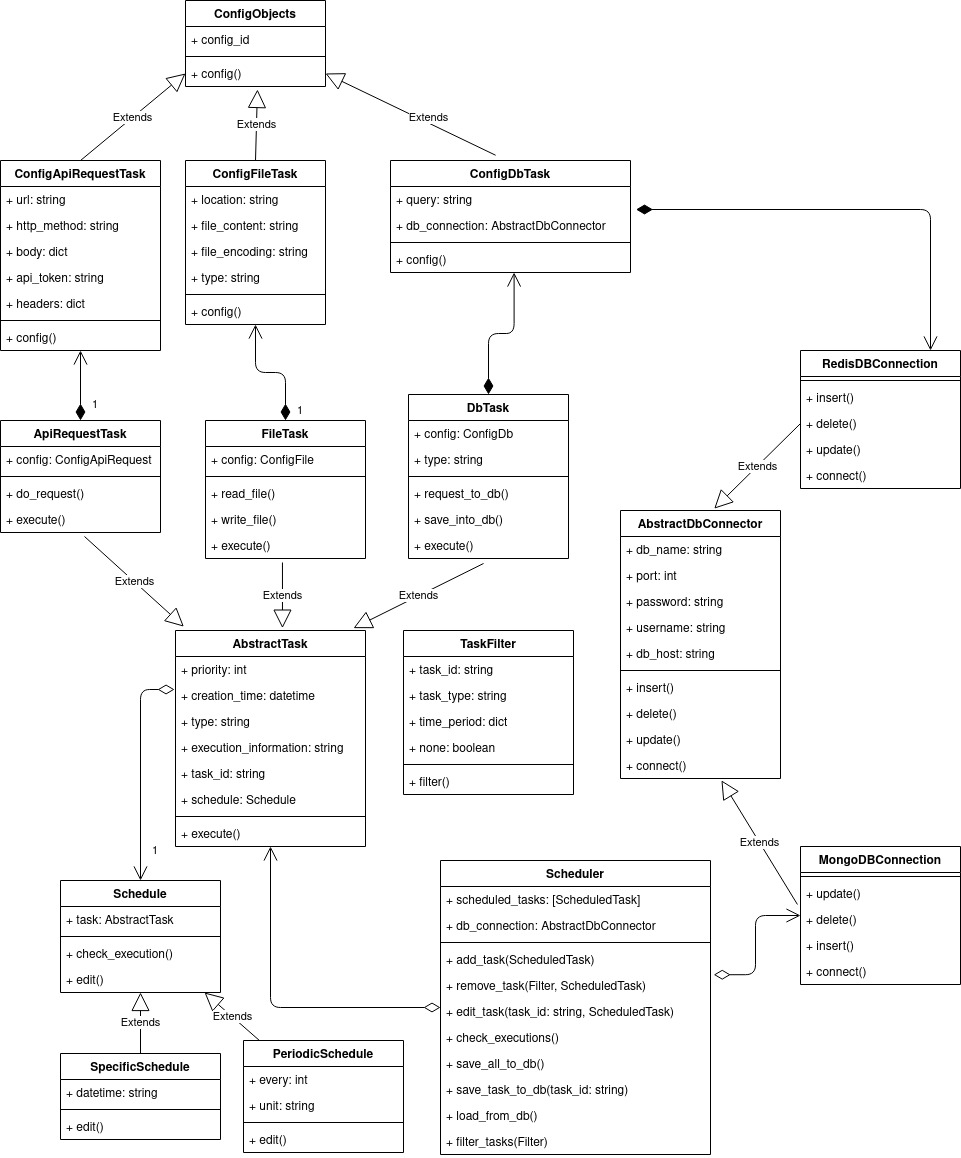 ConfigObjects
+ config_id
+ config()
Extends
Extends
Extends
ConfigApiRequestTask
+ url: string
+ http_method: string
+ body: dict
+ api_token: string
+ headers: dict
+ config()
ConfigFileTask
+ location: string
+ file_content: string
+ file_encoding: string
+ type: string
+ config()
ConfigDbTask
+ query: string
+ db_connection: AbstractDbConnector
+ config()
RedisDBConnection
+ insert()
+ delete()
+ update()
+ connect()
1
1
ApiRequestTask
+ config: ConfigApiRequest
+ do_request()
+ execute()
FileTask
+ config: ConfigFile
+ read_file()
+ write_file()
+ execute()
DbTask
+ config: ConfigDb
+ type: string
+ request_to_db()
+ save_into_db()
+ execute()
Extends
AbstractDbConnector
+ db_name: string
+ port: int
+ password: string
+ username: string
+ db_host: string
+ insert()
+ delete()
+ update()
+ connect()
Extends
Extends
Extends
AbstractTask
+ priority: int
+ creation_time: datetime
+ type: string
+ execution_information: string
+ task_id: string
+ schedule: Schedule
+ execute()
TaskFilter
+ task_id: string
+ task_type: string
+ time_period: dict
+ none: boolean
+ filter()
Extends
MongoDBConnection
+ update()
+ delete()
+ insert()
+ connect()
1
Schedule
+ task: AbstractTask
+ check_execution()
+ edit()
Scheduler
+ scheduled_tasks: [ScheduledTask]
+ db_connection: AbstractDbConnector
+ add_task(ScheduledTask)
+ remove_task(Filter, ScheduledTask)
+ edit_task(task_id: string, ScheduledTask)
+ check_executions()
+ save_all_to_db()
+ save_task_to_db(task_id: string)
+ load_from_db()
+ filter_tasks(Filter)
Extends
Extends
SpecificSchedule
+ datetime: string
+ edit()
PeriodicSchedule
+ every: int
+ unit: string
+ edit()